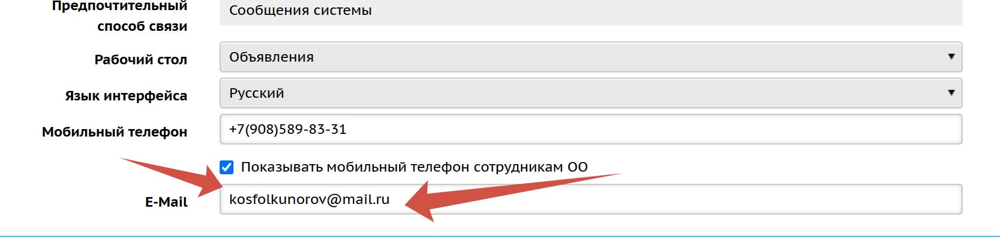 Предпочтительный
способ связи
Сообщения системы
Рабочий стол
Объявления
Язык интерфейса
Русский
Мобильный телефон
+7(908)589-83-31
Показывать мобильный телефон сотрудникам ОО
E-Mail
kosfolkunorov@mail.ru